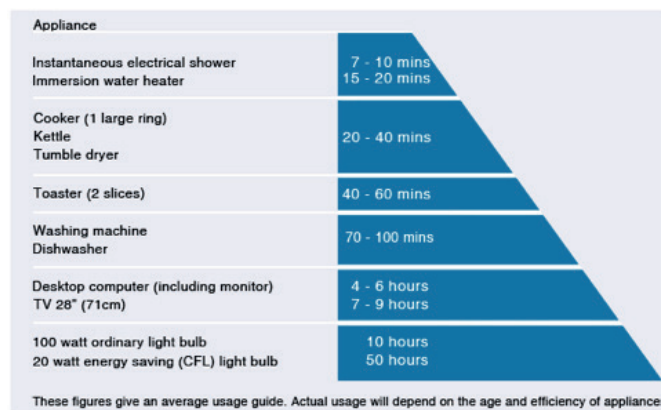 Appliance
Instantaneous electrical shower 7 - 10 mins
Immersion water heater 15 - 20 mins
Cooker (1 large ring)
Kettle 20 - 40 mins
Tumble dryer
Toaster (2 slices) 40 - 60 mins
Washing machine
70 - 100 mins
Dishwasher
Desktop computer (including monitor) 4 - 6 hours
TV 28" (71cm) 7 - 9 hours
100 watt ordinary light bulb 10 hours
20 watt energy saving (CFL) light bulb 50 hours
These figures give an average usage guide. Actual usage will depend on the age and efficiency of appliance